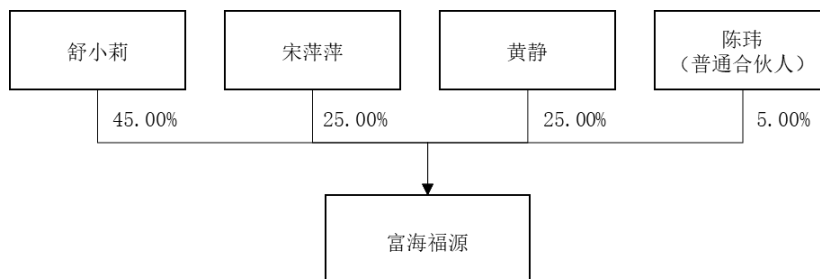 舒小莉
宋萍萍
黄静
陈玮
（普通合伙人）
45.00%
25.00%
25.00%
5.00%
富海福源